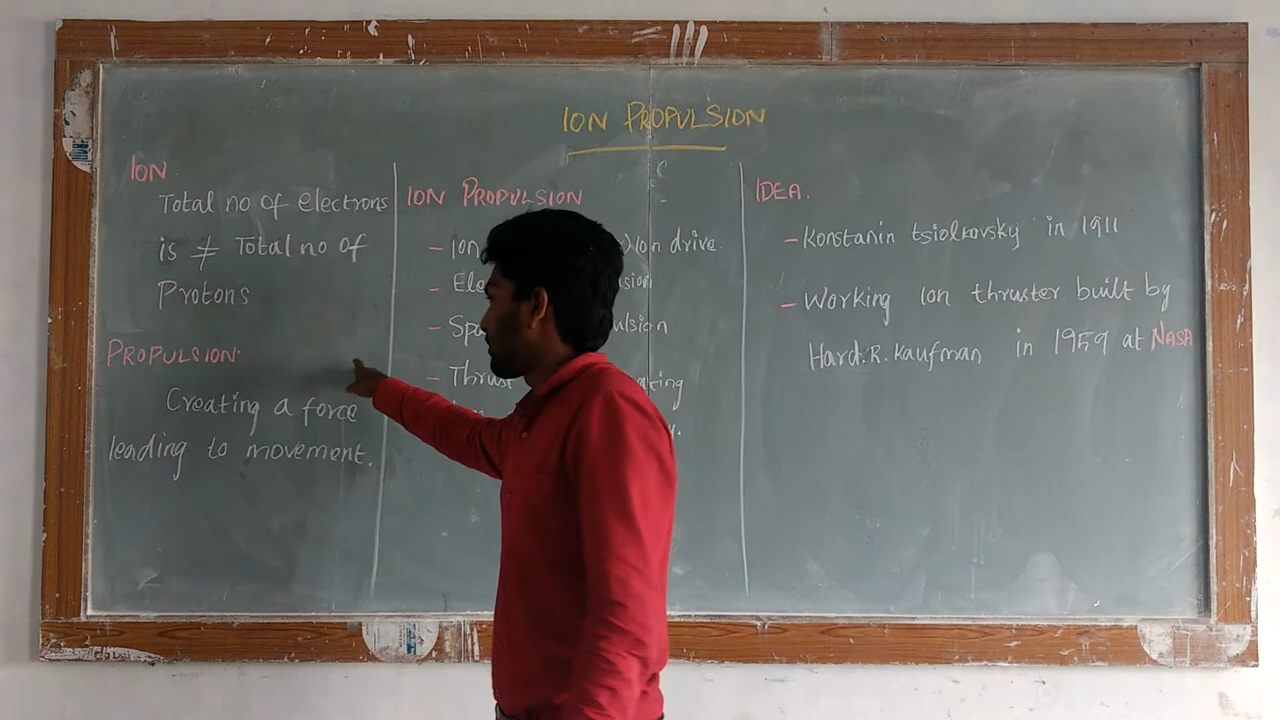 ION PROPULSION
ION
Total no of electrons
is ≠ Total no of
Protons
PROPULSION.
Creating a force
leading to movement.
ION PROPULSION
- Ion drive.
-
-
- Thrust
IDEA.
- Konstanin tsiolkovsky in 1911
- Working Ion thruster built by
Hard.R. Kaufman in 1959 at NASA